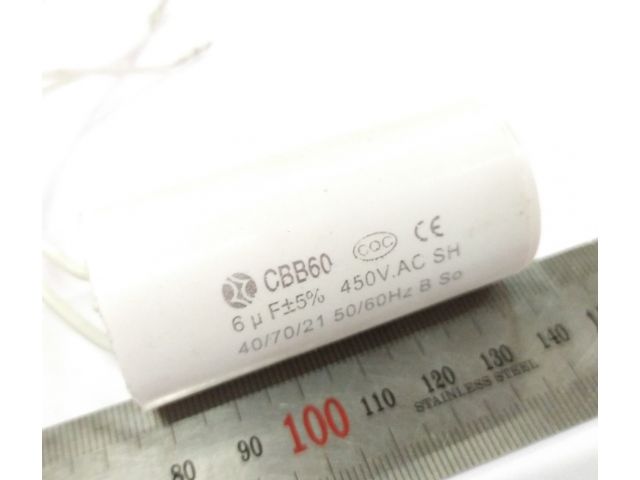 CBB60 CQC CE
6 µF±5% 450V.AC SH
40/70/21 50/60Hz B So
80 90 100 110 120 130 140
STAINLESS STEEL